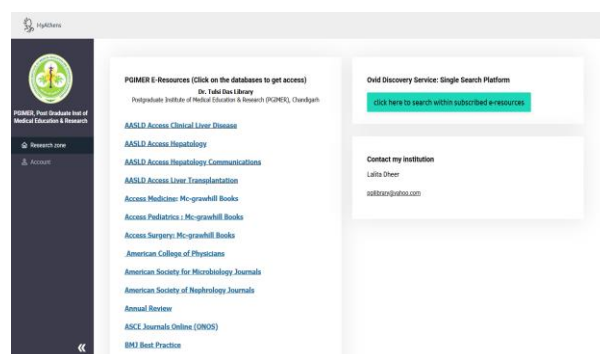 MyAthens
PGIMER, Post Graduate Inst of
Medical Education & Research
Research zone
Account
PGIMER E-Resources (Click on the databases to get access)
Dr. Tulsi Das Library
Postgraduate Institute of Medical Education & Research (PGIMER), Chandigarh
AASLD Access Clinical Liver Disease
AASLD Access Hepatology
AASLD Access Hepatology Communications
AASLD Access Liver Transplantation
Access Medicine: Mc-grawhill Books
Access Pediatrics : Mc-grawhill Books
Access Surgery: Mc-grawhill Books
American College of Physicians
American Society for Microbiology Journals
American Society of Nephrology Journals
Annual Review
ASCE Journals Online (ONOS)
BMJ Best Practice
Ovid Discovery Service: Single Search Platform
click here to search within subscribed e-resources
Contact my institution
Lalita Dheer